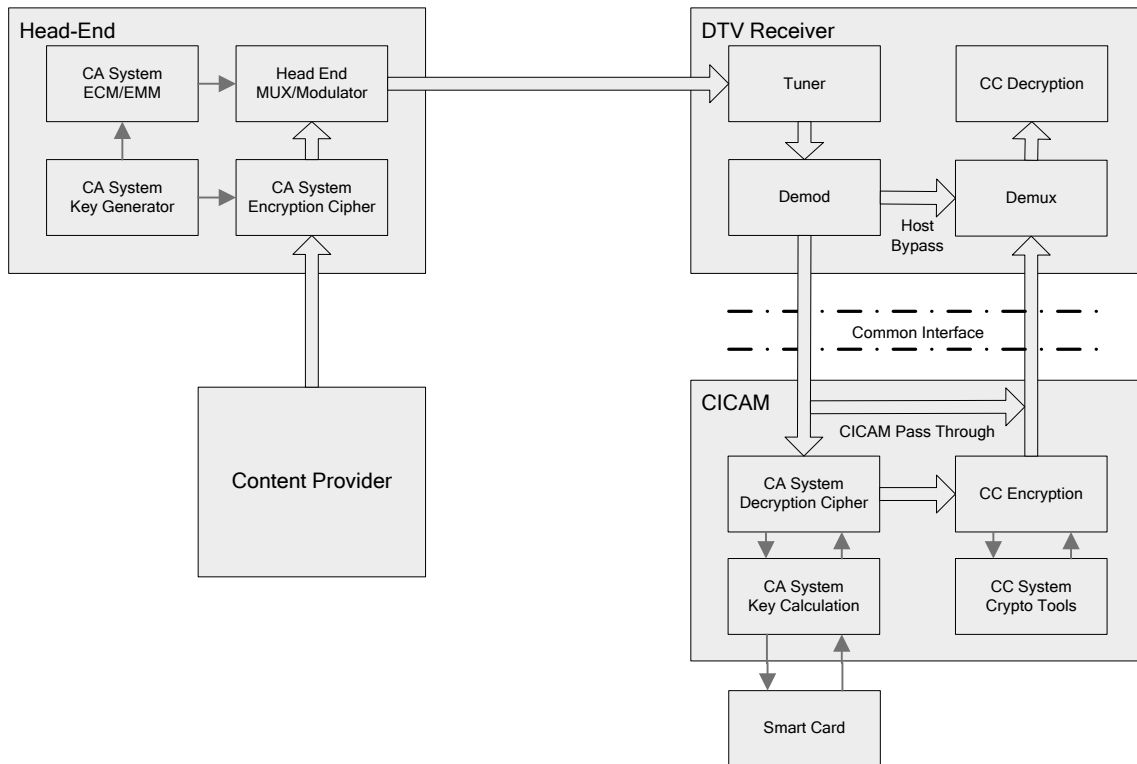 Head-End
CA System
ECM/EMM
Head End
MUX/Modulator
CA System
Key Generator
CA System
Encryption Cipher
Content Provider
DTV Receiver
Tuner
CC Decryption
Demod
Demux
Host
Bypass
Common Interface
CICAM
CICAM Pass Through
CA System
Decryption Cipher
CC Encryption
CA System
Key Calculation
CC System
Crypto Tools
Smart Card